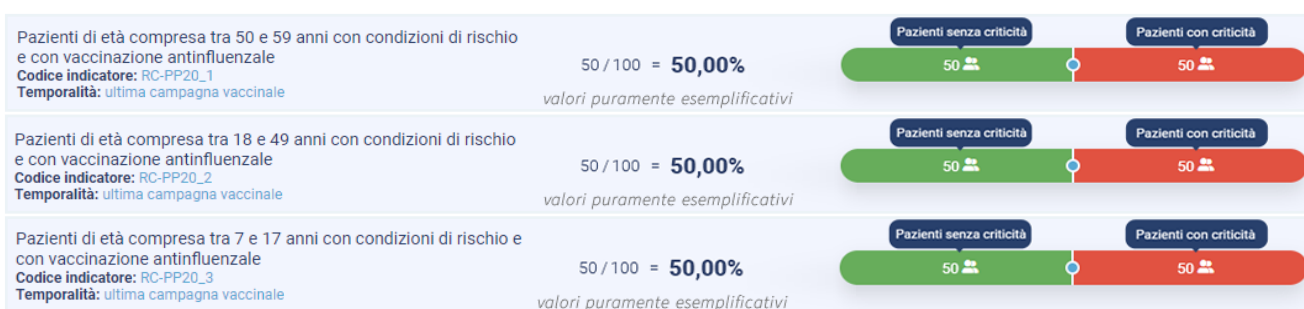 Pazienti di età compresa tra 50 e 59 anni con condizioni di rischio
e con vaccinazione antinfluenzale
Codice indicatore: RC-PP20_1
Temporalità: ultima campagna vaccinale
50 / 100 = 50,00%
valori puramente esemplificativi
Pazienti senza criticità
Pazienti con criticità
50
50
Pazienti di età compresa tra 18 e 49 anni con condizioni di rischio
e con vaccinazione antinfluenzale
Codice indicatore: RC-PP20_2
Temporalità: ultima campagna vaccinale
50 / 100 = 50,00%
valori puramente esemplificativi
Pazienti senza criticità
Pazienti con criticità
50
50
Pazienti di età compresa tra 7 e 17 anni con condizioni di rischio e
con vaccinazione antinfluenzale
Codice indicatore: RC-PP20_3
Temporalità: ultima campagna vaccinale
50 / 100 = 50,00%
valori puramente esemplificativi
Pazienti senza criticità
Pazienti con criticità
50
50